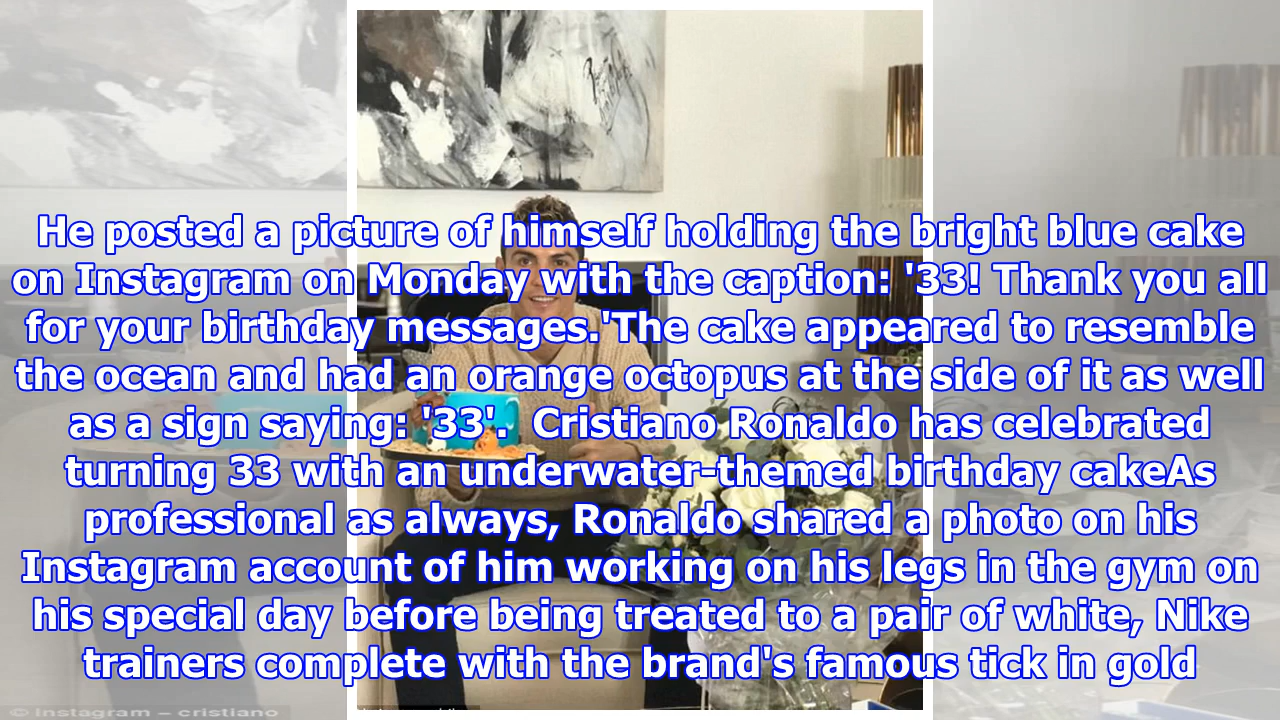 He posted a picture of himself holding the bright blue cake
on Instagram on Monday with the caption: '33! Thank you all
for your birthday messages.'The cake appeared to resemble
the ocean and had an orange octopus at the side of it as well
as a sign saying: '33'.  Cristiano Ronaldo has celebrated
turning 33 with an underwater-themed birthday cakeAs
professional as always, Ronaldo shared a photo on his
Instagram account of him working on his legs in the gym on
his special day before being treated to a pair of white, Nike
trainers complete with the brand's famous tick in gold
© Instagram – cristiano